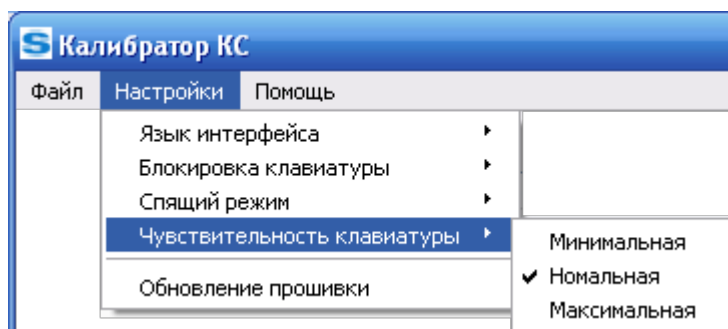 S Калибратор КС
Файл Настройки Помощь
Язык интерфейса
Блокировка клавиатуры
Спящий режим
Чувствительность клавиатуры
Минимальная
Номальная
Обновление прошивки
Максимальная